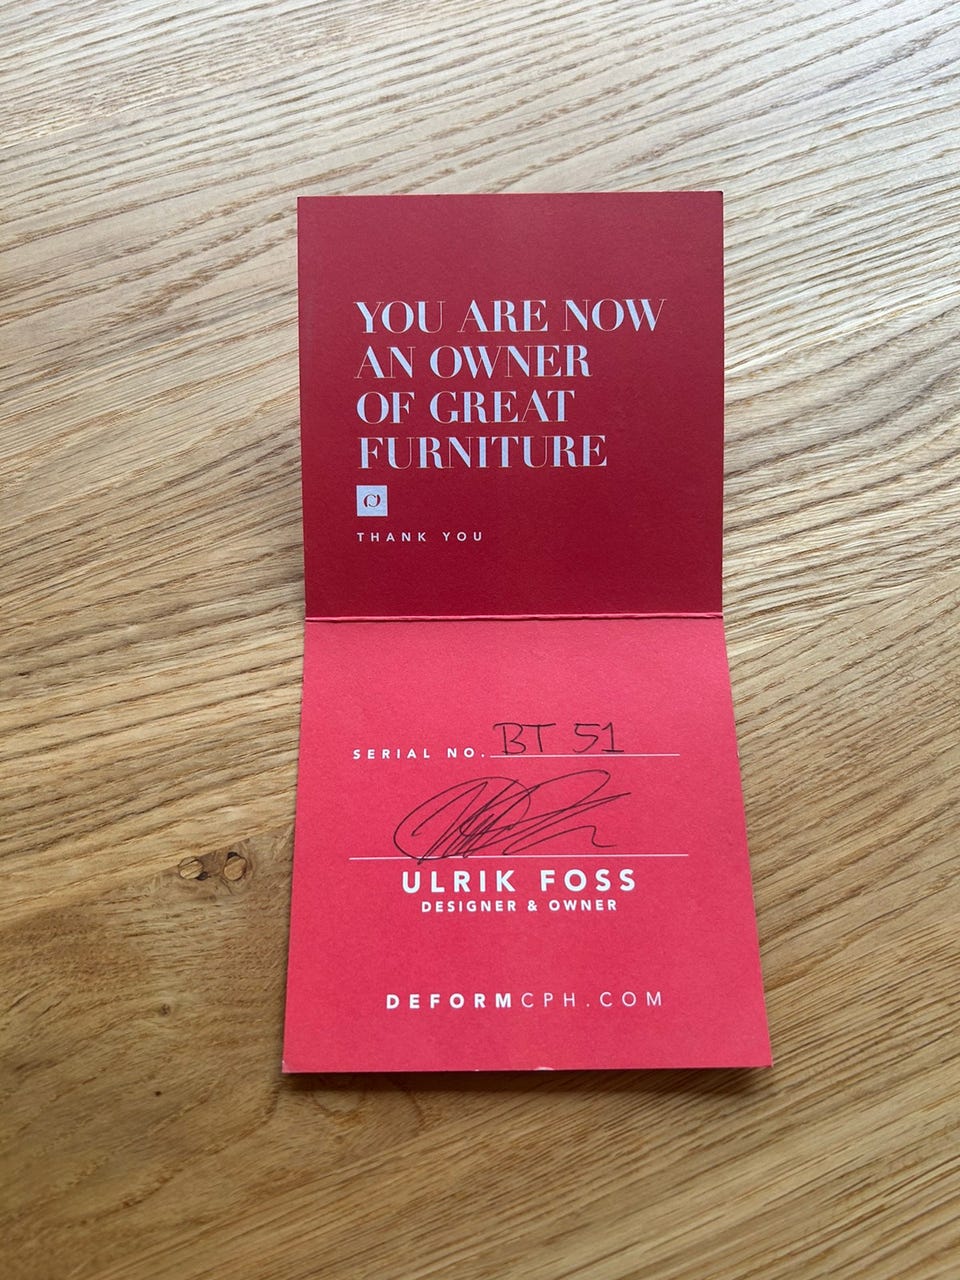 YOU ARE NOW
AN OWNER
OF GREAT
FURNITURE
THANK YOU
SERIAL NO. BT 51
ULRIK FOSS
DESIGNER & OWNER
DEFORMCPH.COM